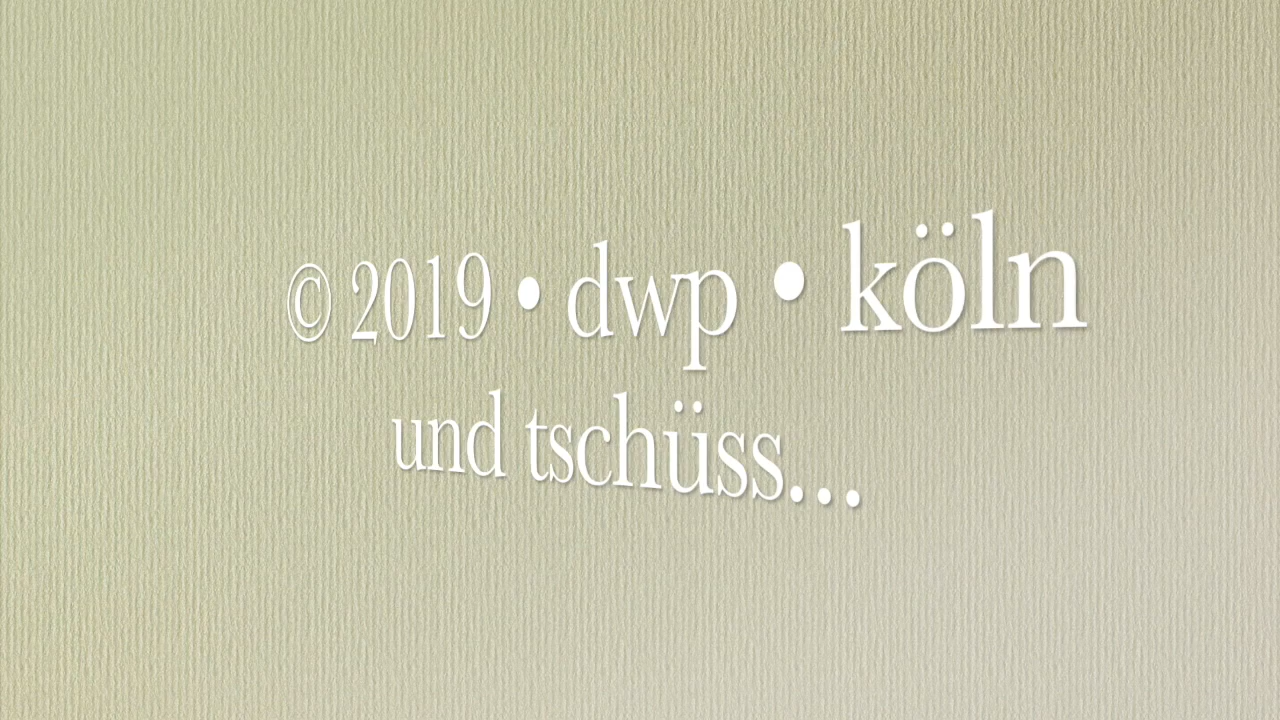 © 2019 • dwp • köln
und tschüss...